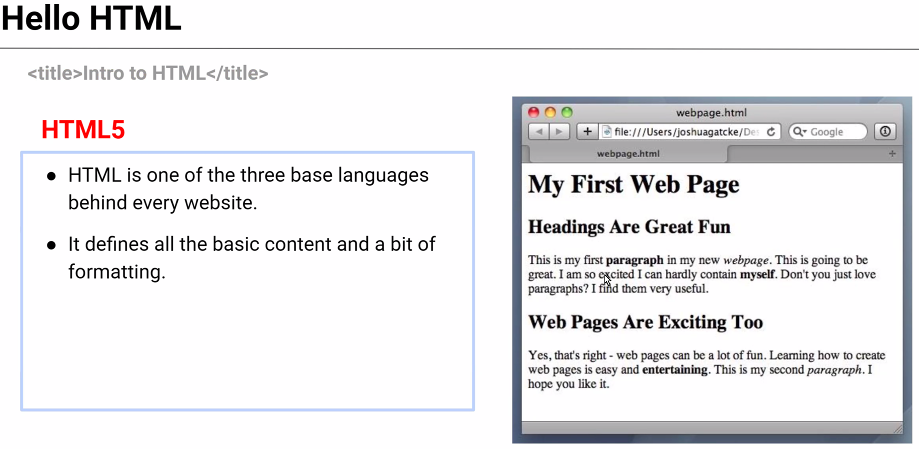 Hello HTML
<title>Intro to HTML</title>
HTML5
HTML is one of the three base languages
behind every website.
It defines all the basic content and a bit of
formatting.
webpage.html
file:///Users/joshuagatcke/De
Google
webpage.html
My First Web Page
Headings Are Great Fun
This is my first paragraph in my new webpage. This is going to be
great. I am so excited I can hardly contain myself. Don't you just love
paragraphs? I find them very useful.
Web Pages Are Exciting Too
Yes, that's right - web pages can be a lot of fun. Learning how to create
web pages is easy and entertaining. This is my second paragraph. I
hope you like it.